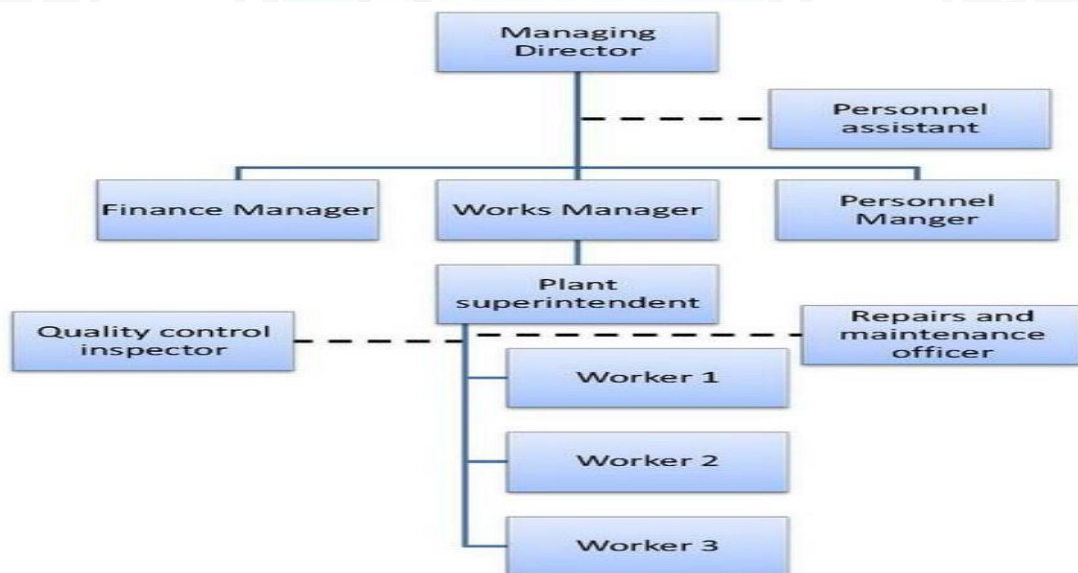 Managing
Director
Personnel
assistant
Finance Manager
Works Manager
Personnel
Manger
Plant
superintendent
Quality control
inspector
Repairs and
maintenance
officer
Worker 1
Worker 2
Worker 3